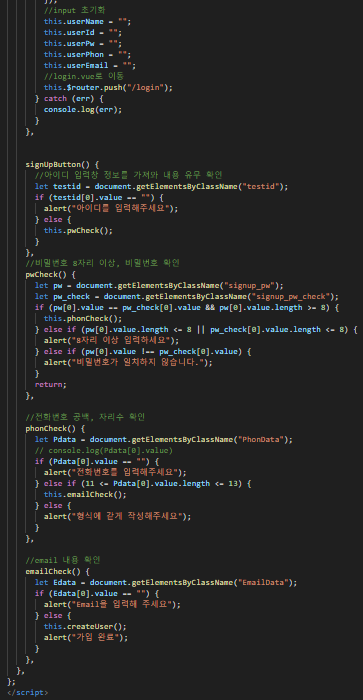 });
//input 초기화
this.userName = "";
this.userId = "";
this.userPw = "";
this.userPhon = "";
this.userEmail = "";
//login.vue로 이동
this.$router.push("/login");
} catch (err) {
console.log(err);
}
},
signUpButton() {
//아이디 입력창 정보를 가져와 내용 유무 확인
let testid = document.getElementsByClassName("testid");
if (testid[0].value == "") {
alert("아이디를 입력해주세요");
} else {
this.pwCheck();
}
},
//비밀번호 8자리 이상, 비밀번호 확인
pwCheck() {
let pw = document.getElementsByClassName("signup_pw");
let pw_check = document.getElementsByClassName("signup_pw_check");
if (pw[0].value == pw_check[0].value && pw[0].value.length >= 8) {
this.phonCheck();
} else if (pw[0].value.length <= 8 || pw_check[0].value.length <= 8) {
alert("8자리 이상 입력하세요");
} else if (pw[0].value !== pw_check[0].value) {
alert("비밀번호가 일치하지 않습니다.");
}
return;
},
//전화번호 공백, 자리수 확인
phonCheck() {
let Pdata = document.getElementsByClassName("PhonData");
// console.log(Pdata[0].value)
if (Pdata[0].value == "") {
alert("전화번호를 입력해주세요");
} else if (11 <= Pdata[0].value.length <= 13) {
this.emailCheck();
} else {
alert("형식에 맞게 작성해주세요");
}
},
//email 내용 확인
emailCheck() {
let Edata = document.getElementsByClassName("EmailData");
if (Edata[0].value == "") {
alert("Email을 입력해 주세요");
} else {
this.createUser();
alert("가입 완료");
}
},
},
};
</script>